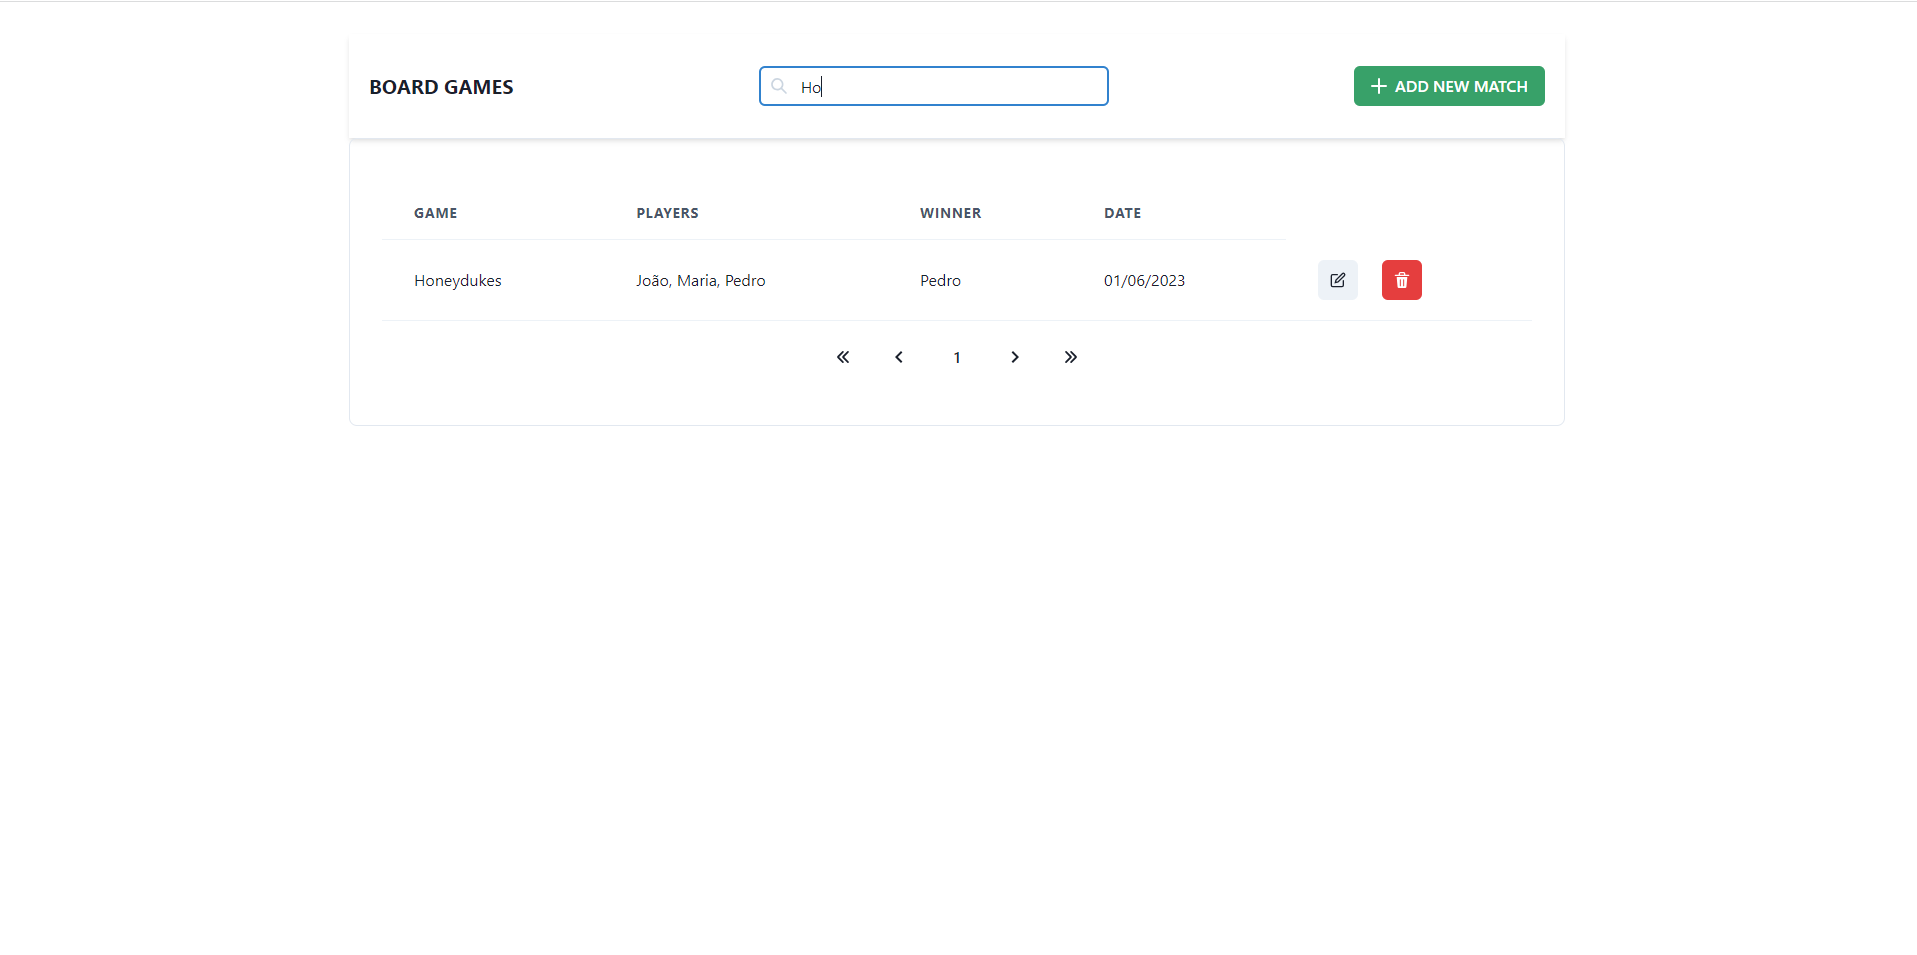 BOARD GAMES
Ho
ADD NEW MATCH
GAME PLAYERS WINNER DATE
Honeydukes João, Maria, Pedro Pedro 01/06/2023
1